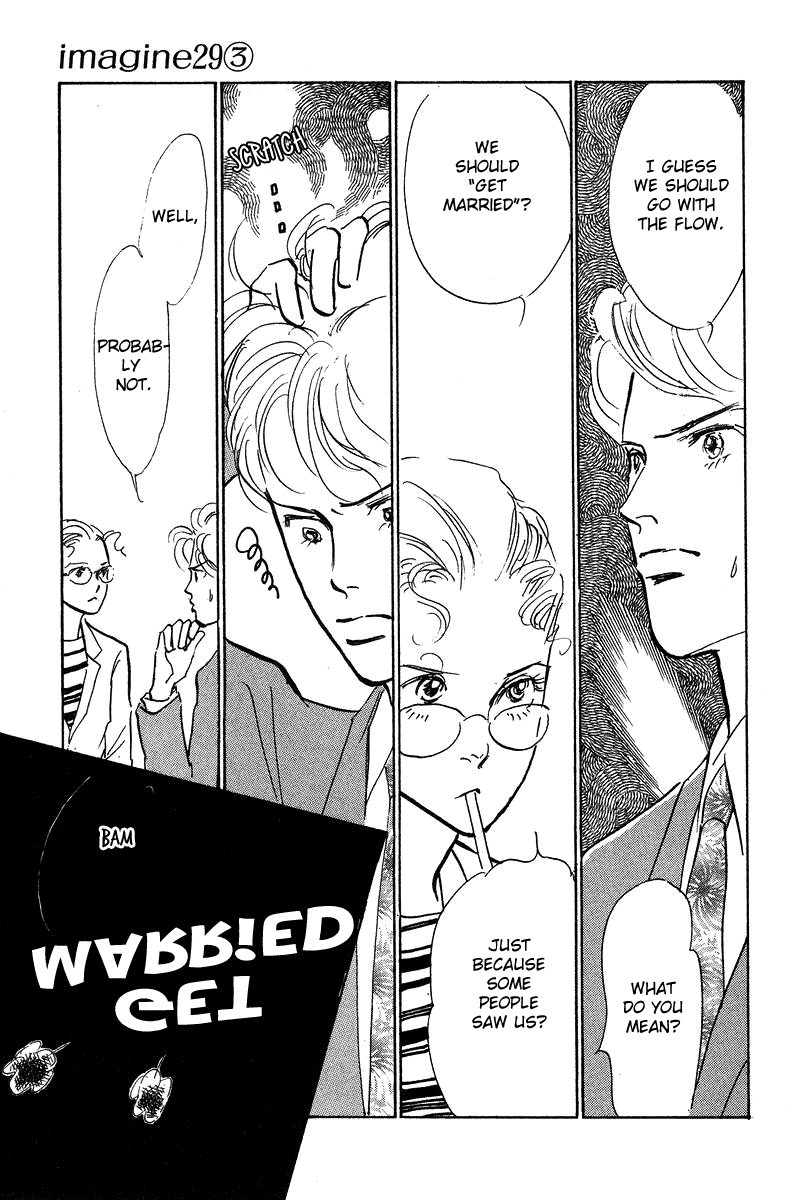 imagine29③
I GUESS
WE SHOULD
GO WITH
THE FLOW.
WHAT
DO YOU
MEAN?
WE
SHOULD
"GET
MARRIED"?
JUST
BECAUSE
SOME
PEOPLE
SAW US?
SCRATCH
WELL,
PROBAB-
LY
NOT.
BAM
GET
MARRIED